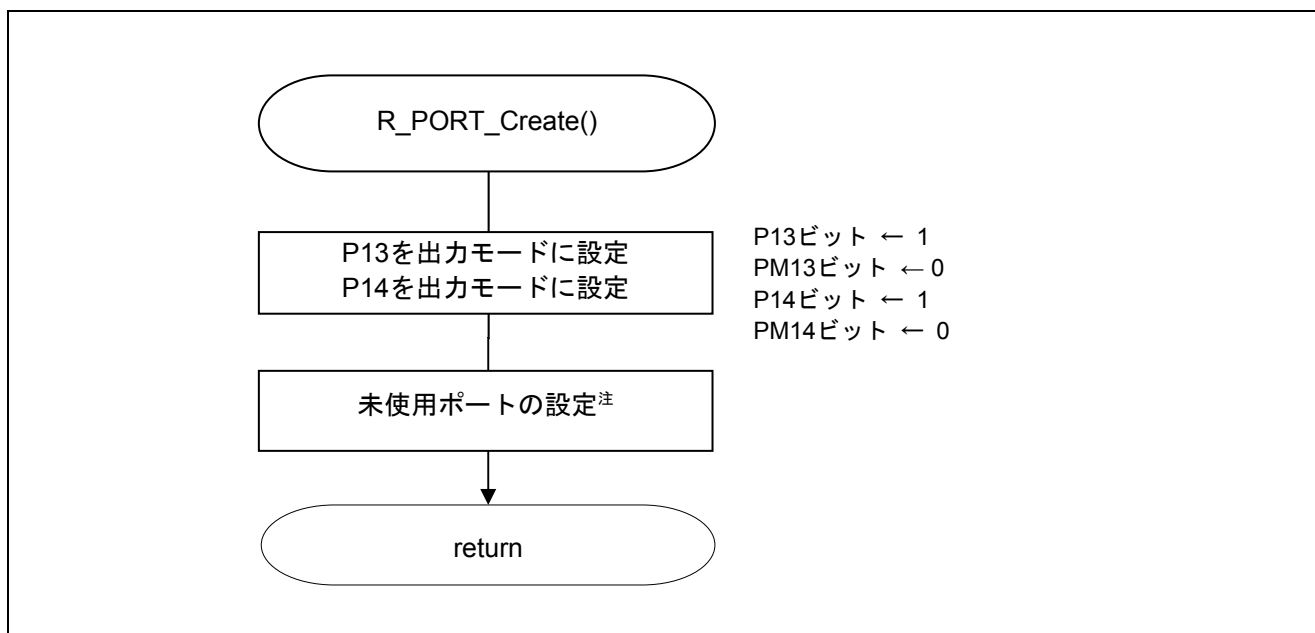 R_PORT_Create()
P13を出力モードに設定
P14を出力モードに設定
P13ビット ← 1
PM13ビット ← 0
P14ビット ← 1
PM14ビット ← 0
未使用ポートの設定注
return